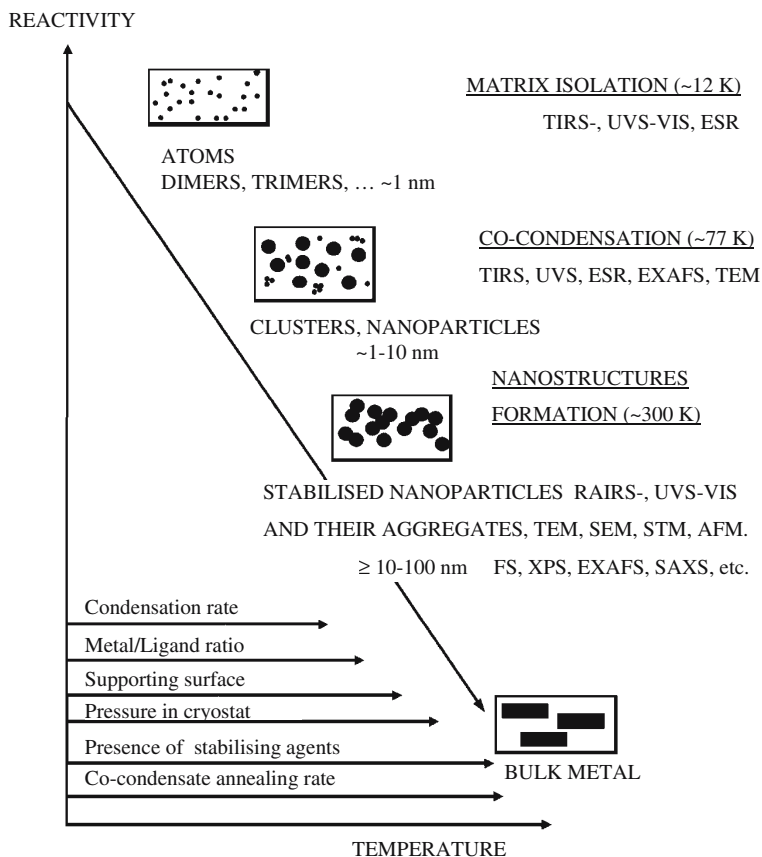 REACTIVITY
MATRIX ISOLATION (~12 K)
TIRS-, UVS-VIS, ESR
ATOMS
DIMERS, TRIMERS, … ~1 nm
CO-CONDENSATION (~77 K)
TIRS, UVS, ESR, EXAFS, TEM
CLUSTERS, NANOPARTICLES
~1-10 nm
NANOSTRUCTURES
FORMATION (~300 K)
STABILISED NANOPARTICLES RAIRS-, UVS-VIS
AND THEIR AGGREGATES, TEM, SEM, STM, AFM.
≥ 10-100 nm FS, XPS, EXAFS, SAXS, etc.
Condensation rate
Metal/Ligand ratio
Supporting surface
Pressure in cryostat
Presence of stabilising agents
Co-condensate annealing rate
BULK METAL
TEMPERATURE